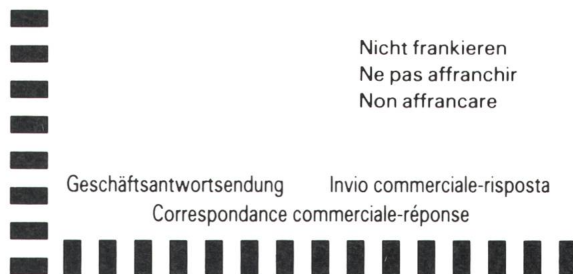 Nicht frankieren
Ne pas affranchir
Non affrancare
Geschäftsantwortsendung Invio commerciale-risposta
Correspondance commerciale-réponse